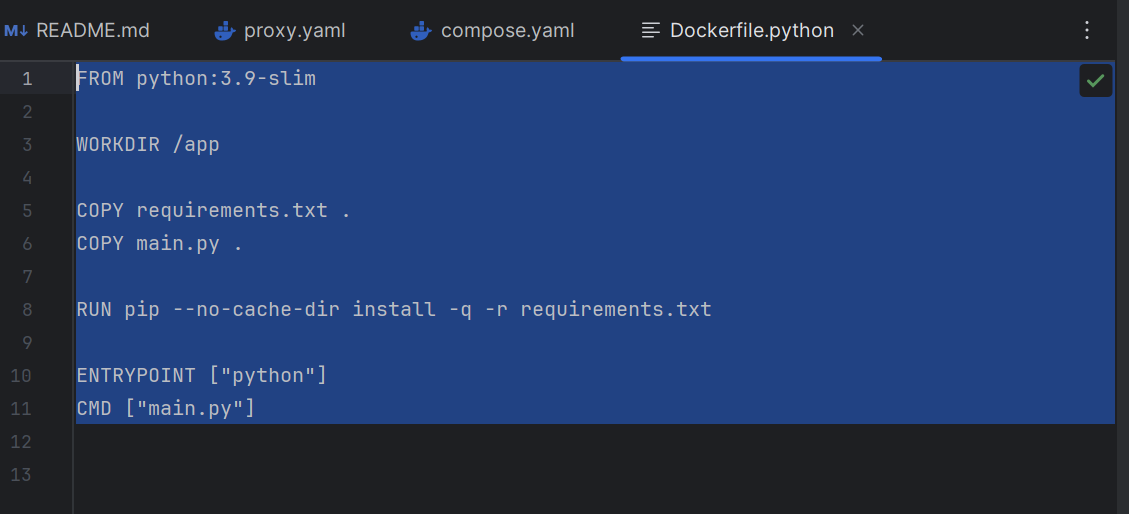 M↓ README.md proxy.yaml compose.yaml Dockerfile.python ×
1 FROM python:3.9-slim
2
3 WORKDIR /app
4
5 COPY requirements.txt .
6 COPY main.py .
7
8 RUN pip --no-cache-dir install -q -r requirements.txt
9
10 ENTRYPOINT ["python"]
11 CMD ["main.py"]
12
13